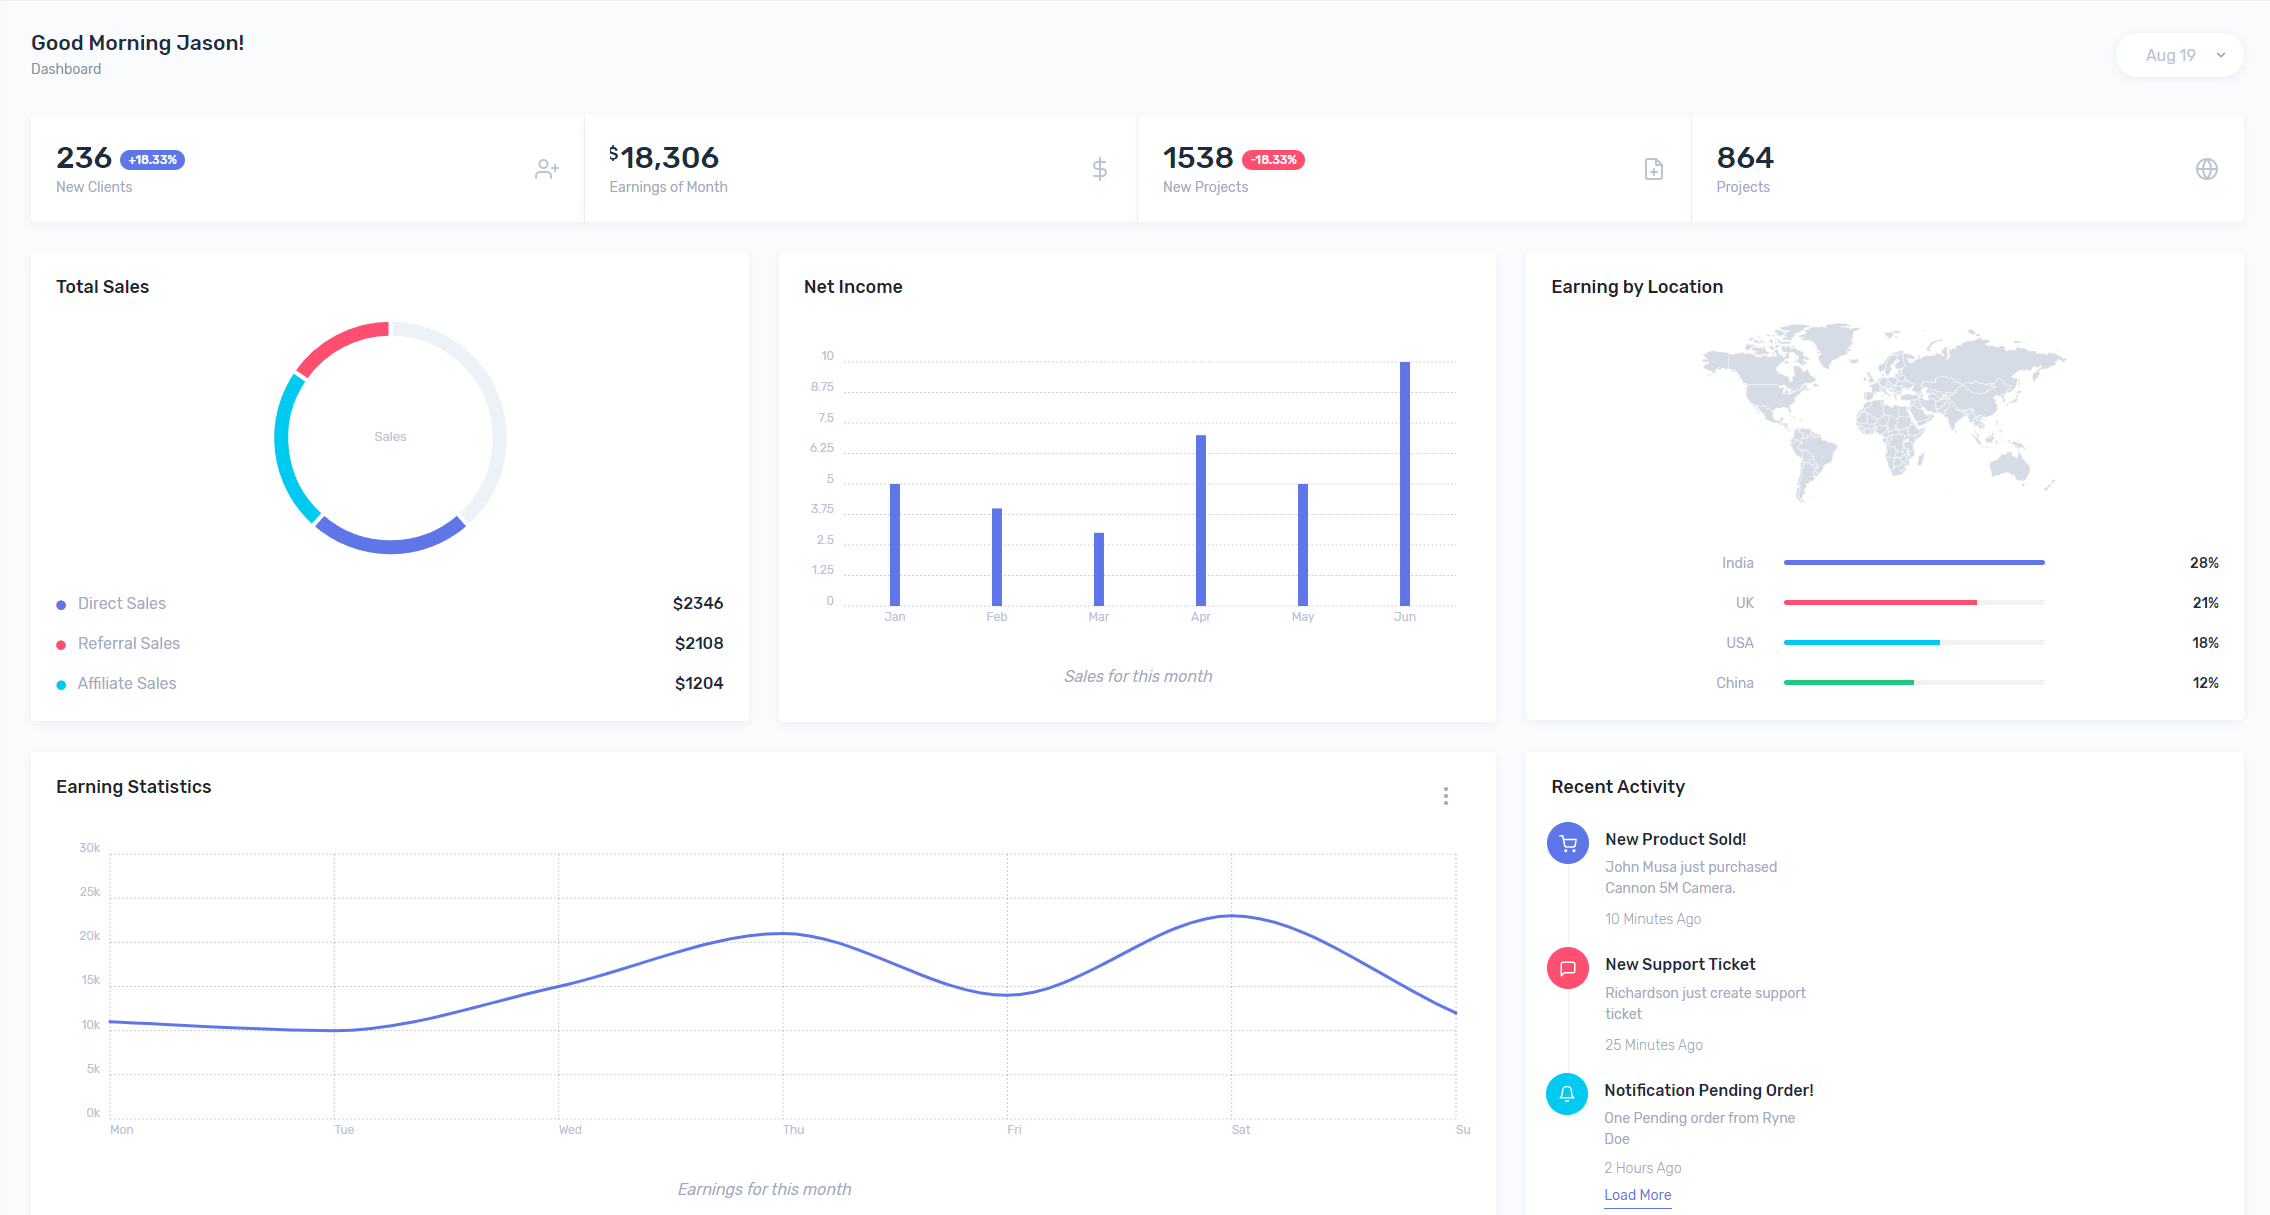 Good Morning Jason!
Dashboard
Aug 19
236 +18.33%
New Clients
$18,306
Earnings of Month
1538 -18.33%
New Projects
864
Projects
Total Sales
Sales
Direct Sales $2346
Referral Sales $2108
Affiliate Sales $1204
Net Income
10
8.75
7.5
6.25
5
3.75
2.5
1.25
0
Jan Feb Mar Apr May Jun
Sales for this month
Earning by Location
India 28%
UK 21%
USA 18%
China 12%
Earning Statistics
30k
25k
20k
15k
10k
5k
0k
Mon Tue Wed Thu Fri Sat Su
Earnings for this month
Recent Activity
New Product Sold!
John Musa just purchased
Cannon 5M Camera.
10 Minutes Ago
New Support Ticket
Richardson just create support
ticket
25 Minutes Ago
Notification Pending Order!
One Pending order from Ryne
Doe
2 Hours Ago
Load More